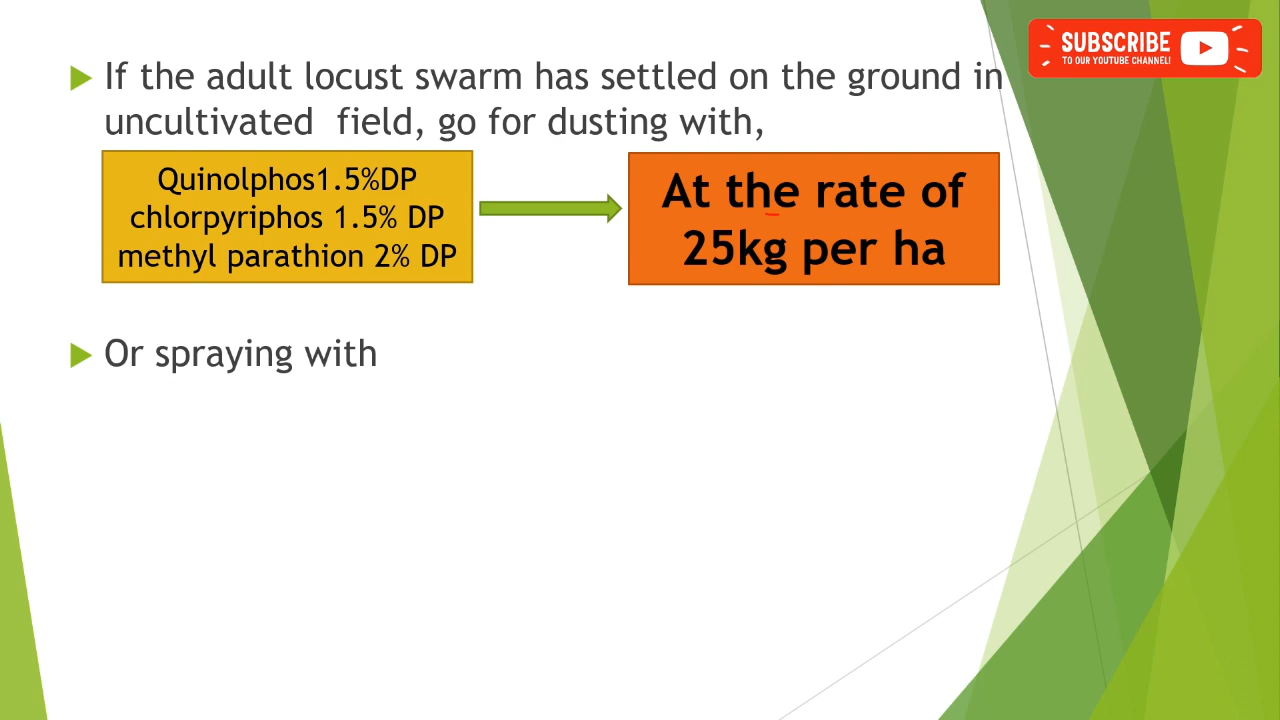 SUBSCRIBE
TO OUR YOUTUBE CHANNEL!
If the adult locust swarm has settled on the ground in
uncultivated field, go for dusting with,
Quinolphos1.5%DP
chlorpyriphos 1.5% DP
methyl parathion 2% DP
At the rate of
25kg per ha
Or spraying with